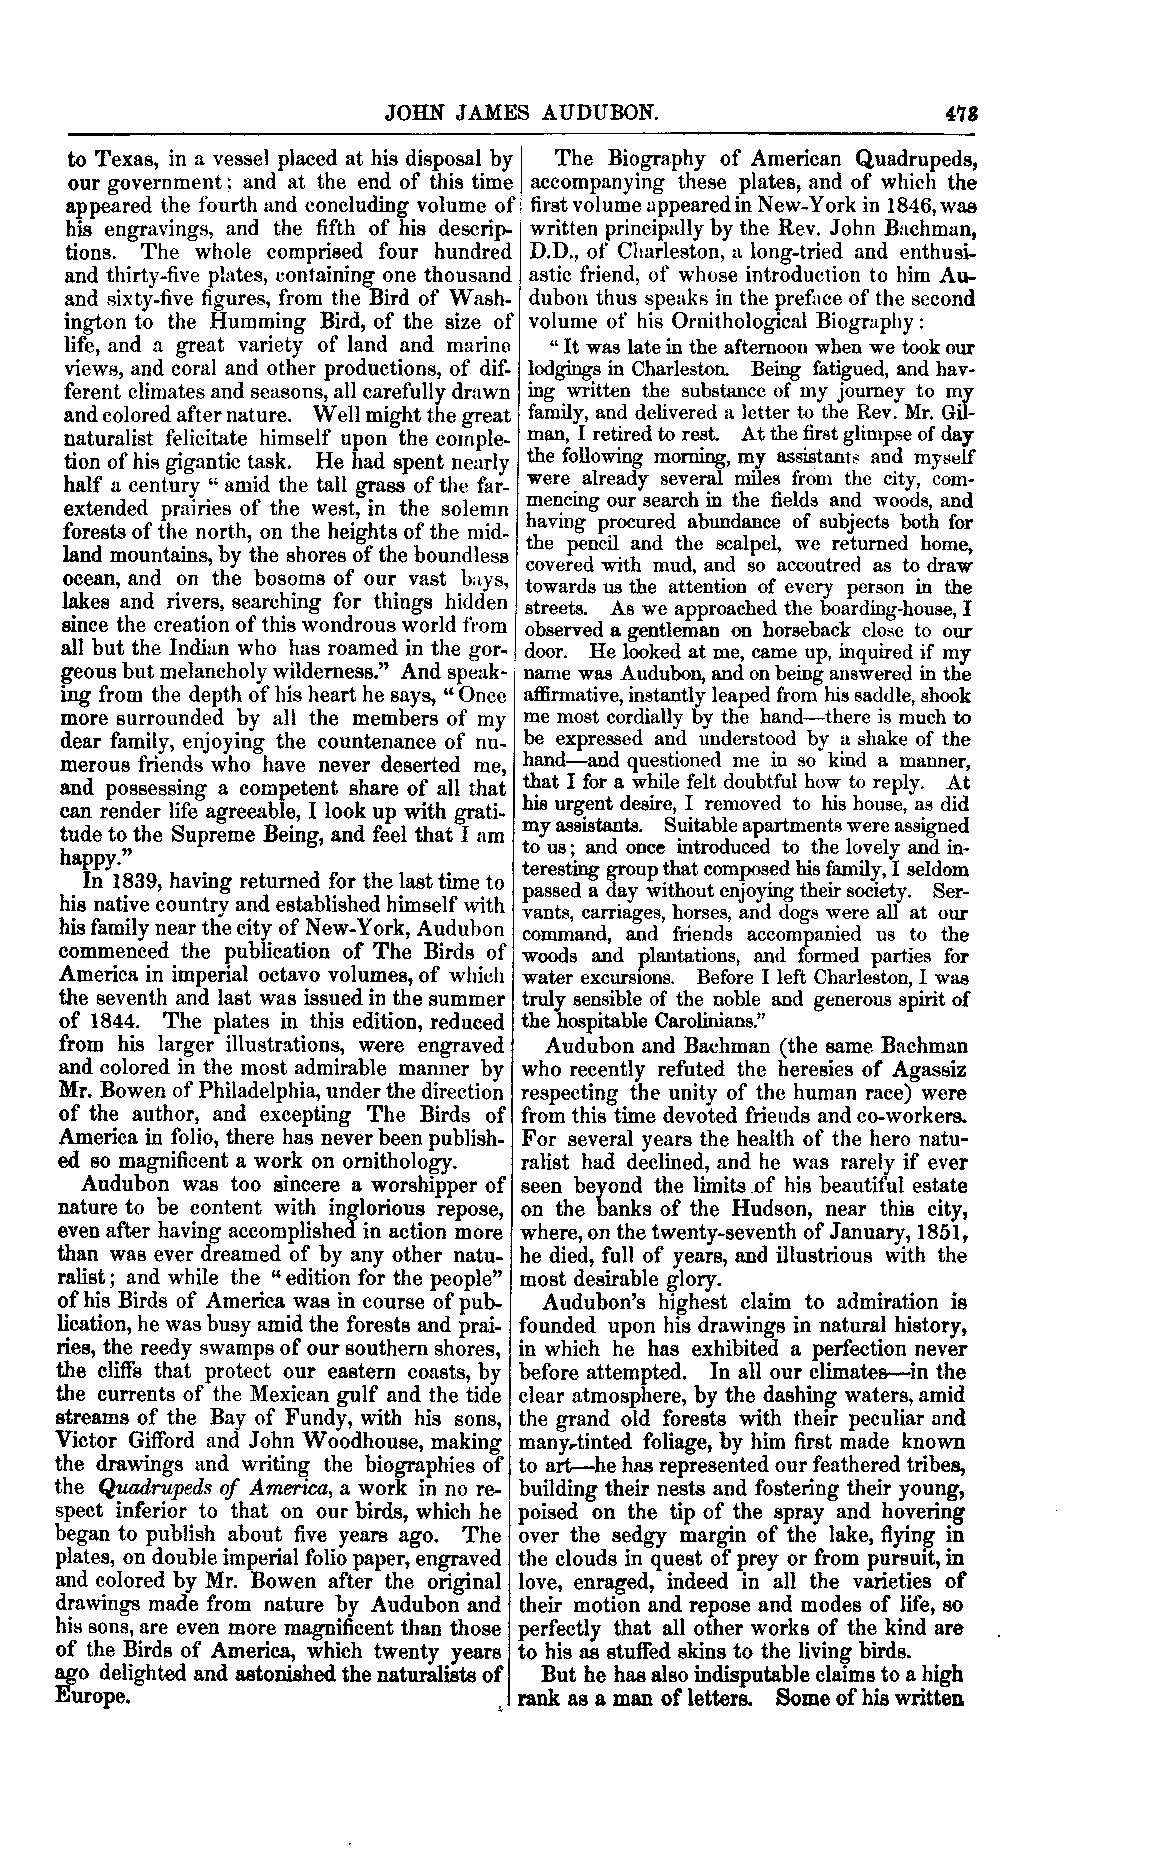 JOHN JAMES AUDUBON. 473
to Texas, in a vessel placed at his disposal by
our government; and at the end of this time
appeared the fourth and concluding volume of
his engravings, and the fifth of his descrip-
tions. The whole comprised four hundred
and thirty-five plates, containing one thousand
and sixty-five figures, from the Bird of Wash-
ington to the Humming Bird, of the size of
life, and a great variety of land and marine
views, and coral and other productions, of dif-
ferent climates and seasons, all carefully drawn
and colored after nature. Well might the great
naturalist felicitate himself upon the comple-
tion of his gigantic task. He had spent nearly
half a century "amid the tall grass of the far-
extended prairies of the west, in the solemn
forests of the north, on the heights of the mid-
land mountains, by the shores of the boundless
ocean, and on the bosoms of our vast bays,
lakes and rivers, searching for things hidden
since the creation of this wondrous world from
all but the Indian who has roamed in the gor-
geous but melancholy wilderness." And speak-
ing from the depth of his heart he says, "Once
more surrounded by all the members of my
dear family, enjoying the countenance of nu-
merous friends who have never deserted me,
and possessing a competent share of all that
can render life agreeable, I look up with grati-
tude to the Supreme Being, and feel that I am
happy."
In 1839, having returned for the last time to
his native country and established himself with
his family near the city of New-York, Audubon
commenced the publication of The Birds of
America in imperial octavo volumes, of which
the seventh and last was issued in the summer
of 1844. The plates in this edition, reduced
from his larger illustrations, were engraved
and colored in the most admirable manner by
Mr. Bowen of Philadelphia, under the direction
of the author, and excepting The Birds of
America in folio, there has never been publish-
ed so magnificent a work on ornithology.
Audubon was too sincere a worshipper of
nature to be content with inglorious repose,
even after having accomplished in action more
than was ever dreamed of by any other natu-
ralist; and while the "edition for the people"
of his Birds of America was in course of pub-
lication, he was busy amid the forests and prai-
ries, the reedy swamps of our southern shores,
the cliffs that protect our eastern coasts, by
the currents of the Mexican gulf and the tide
streams of the Bay of Fundy, with his sons,
Victor Gifford and John Woodhouse, making
the drawings and writing the biographies of
the Quadrupeds of America, a work in no re-
spect inferior to that on our birds, which he
began to publish about five years ago. The
plates, on double imperial folio paper, engraved
and colored by Mr. Bowen after the original
drawings made from nature by Audubon and
his sons, are even more magnificent than those
of the Birds of America, which twenty years
ago delighted and astonished the naturalists of
Europe.
The Biography of American Quadrupeds,
accompanying these plates, and of which the
first volume appeared in New-York in 1846, was
written principally by the Rev. John Bachman,
D.D., of Charleston, a long-tried and enthusi-
astic friend, of whose introduction to him Au-
dubon thus speaks in the preface of the second
volume of his Ornithological Biography:
"It was late in the afternoon when we took our
lodgings in Charleston. Being fatigued, and hav-
ing written the substance of my journey to my
family, and delivered a letter to the Rev. Mr. Gil-
man, I retired to rest. At the first glimpse of day
the following morning, my assistants and myself
were already several miles from the city, com-
mencing our search in the fields and woods, and
having procured abundance of subjects both for
the pencil and the scalpel, we returned home,
covered with mud, and so accoutred as to draw
towards us the attention of every person in the
streets. As we approached the boarding-house, I
observed a gentleman on horseback close to our
door. He looked at me, came up, inquired if my
name was Audubon, and on being answered in the
affirmative, instantly leaped from his saddle, shook
me most cordially by the hand—there is much to
be expressed and understood by a shake of the
hand—and questioned me in so kind a manner,
that I for a while felt doubtful how to reply. At
his urgent desire, I removed to his house, as did
my assistants. Suitable apartments were assigned
to us; and once introduced to the lovely and in-
teresting group that composed his family, I seldom
passed a day without enjoying their society. Ser-
vants, carriages, horses, and dogs were all at our
command, and friends accompanied us to the
woods and plantations, and formed parties for
water excursions. Before I left Charleston, I was
truly sensible of the noble and generous spirit of
the hospitable Carolinians."
Audubon and Bachman (the same Bachman
who recently refuted the heresies of Agassiz
respecting the unity of the human race) were
from this time devoted friends and co-workers.
For several years the health of the hero natu-
ralist had declined, and he was rarely if ever
seen beyond the limits of his beautiful estate
on the banks of the Hudson, near this city,
where, on the twenty-seventh of January, 1851,
he died, full of years, and illustrious with the
most desirable glory.
Audubon's highest claim to admiration is
founded upon his drawings in natural history,
in which he has exhibited a perfection never
before attempted. In all our climates—in the
clear atmosphere, by the dashing waters, amid
the grand old forests with their peculiar and
many-tinted foliage, by him first made known
to art—he has represented our feathered tribes,
building their nests and fostering their young,
poised on the tip of the spray and hovering
over the sedgy margin of the lake, flying in
the clouds in quest of prey or from pursuit, in
love, enraged, indeed in all the varieties of
their motion and repose and modes of life, so
perfectly that all other works of the kind are
to his as stuffed skins to the living birds.
But he has also indisputable claims to a high
rank as a man of letters. Some of his written